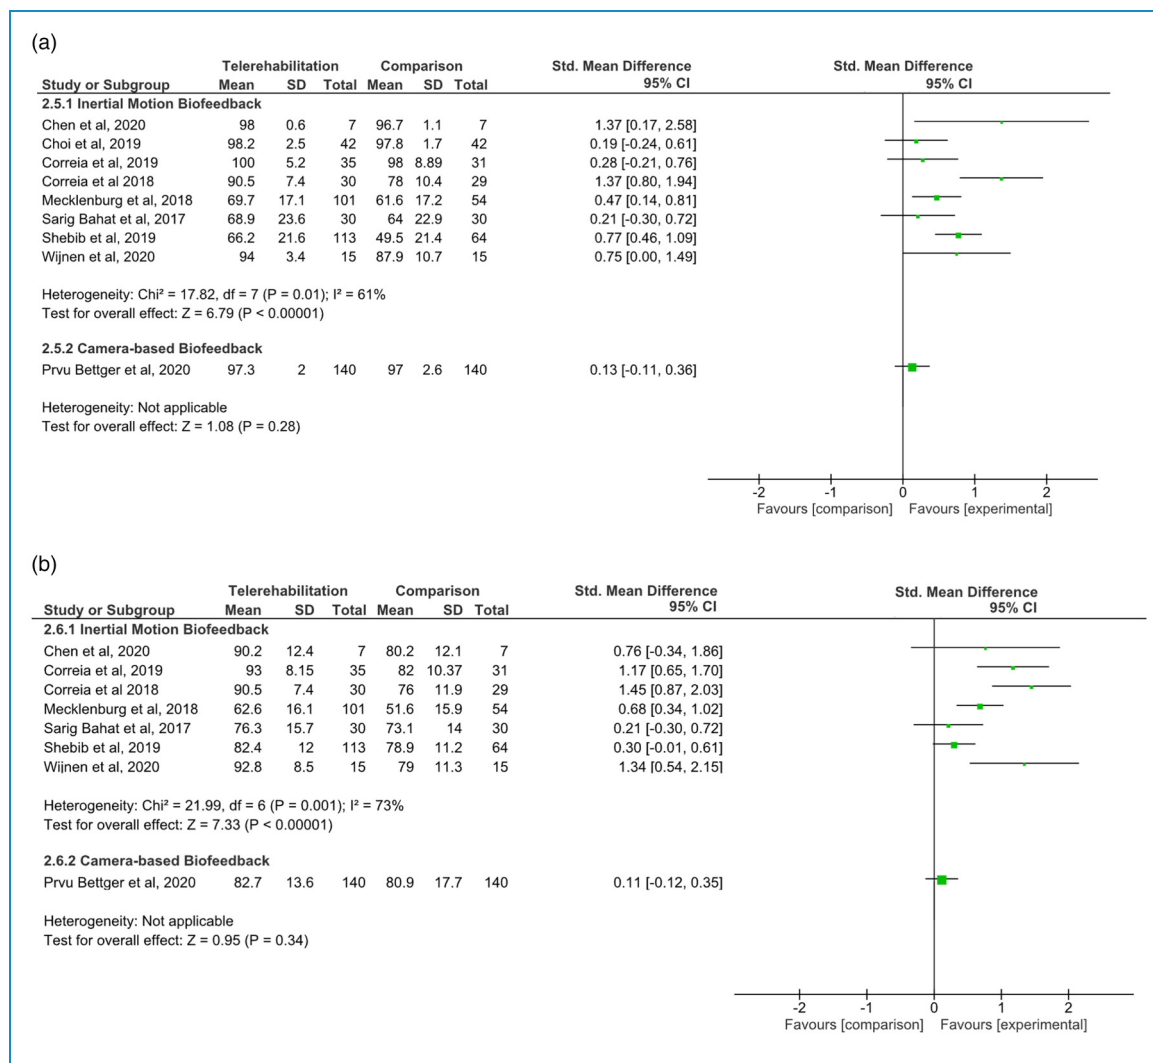 (a)
Telerehabilitation Comparison Std. Mean Difference Std. Mean Difference
Study or Subgroup Mean SD Total Mean SD Total 95% CI 95% CI
2.5.1 Inertial Motion Biofeedback
Chen et al, 2020 98 0.6 7 96.7 1.1 7 1.37 [0.17, 2.58]
Choi et al, 2019 98.2 2.5 42 97.8 1.7 42 0.19 [-0.24, 0.61]
Correia et al, 2019 100 5.2 35 98 8.89 31 0.28 [-0.21, 0.76]
Correia et al 2018 90.5 7.4 30 78 10.4 29 1.37 [0.80, 1.94]
Mecklenburg et al, 2018 69.7 17.1 101 61.6 17.2 54 0.47 [0.14, 0.81]
Sarig Bahat et al, 2017 68.9 23.6 30 64 22.9 30 0.21 [-0.30, 0.72]
Shebib et al, 2019 66.2 21.6 113 49.5 21.4 64 0.77 [0.46, 1.09]
Wijnen et al, 2020 94 3.4 15 87.9 10.7 15 0.75 [0.00, 1.49]
Heterogeneity: Chi² = 17.82, df = 7 (P = 0.01); I² = 61%
Test for overall effect: Z = 6.79 (P < 0.00001)
2.5.2 Camera-based Biofeedback
Prvu Bettger et al, 2020 97.3 2 140 97 2.6 140 0.13 [-0.11, 0.36]
Heterogeneity: Not applicable
Test for overall effect: Z = 1.08 (P = 0.28)
-2 -1 0 1 2
Favours [comparison] Favours [experimental]
(b)
Telerehabilitation Comparison Std. Mean Difference Std. Mean Difference
Study or Subgroup Mean SD Total Mean SD Total 95% CI 95% CI
2.6.1 Inertial Motion Biofeedback
Chen et al, 2020 90.2 12.4 7 80.2 12.1 7 0.76 [-0.34, 1.86]
Correia et al, 2019 93 8.15 35 82 10.37 31 1.17 [0.65, 1.70]
Correia et al 2018 90.5 7.4 30 76 11.9 29 1.45 [0.87, 2.03]
Mecklenburg et al, 2018 62.6 16.1 101 51.6 15.9 54 0.68 [0.34, 1.02]
Sarig Bahat et al, 2017 76.3 15.7 30 73.1 14 30 0.21 [-0.30, 0.72]
Shebib et al, 2019 82.4 12 113 78.9 11.2 64 0.30 [-0.01, 0.61]
Wijnen et al, 2020 92.8 8.5 15 79 11.3 15 1.34 [0.54, 2.15]
Heterogeneity: Chi² = 21.99, df = 6 (P = 0.001); I² = 73%
Test for overall effect: Z = 7.33 (P < 0.00001)
2.6.2 Camera-based Biofeedback
Prvu Bettger et al, 2020 82.7 13.6 140 80.9 17.7 140 0.11 [-0.12, 0.35]
Heterogeneity: Not applicable
Test for overall effect: Z = 0.95 (P = 0.34)
-2 -1 0 1 2
Favours [comparison] Favours [experimental]